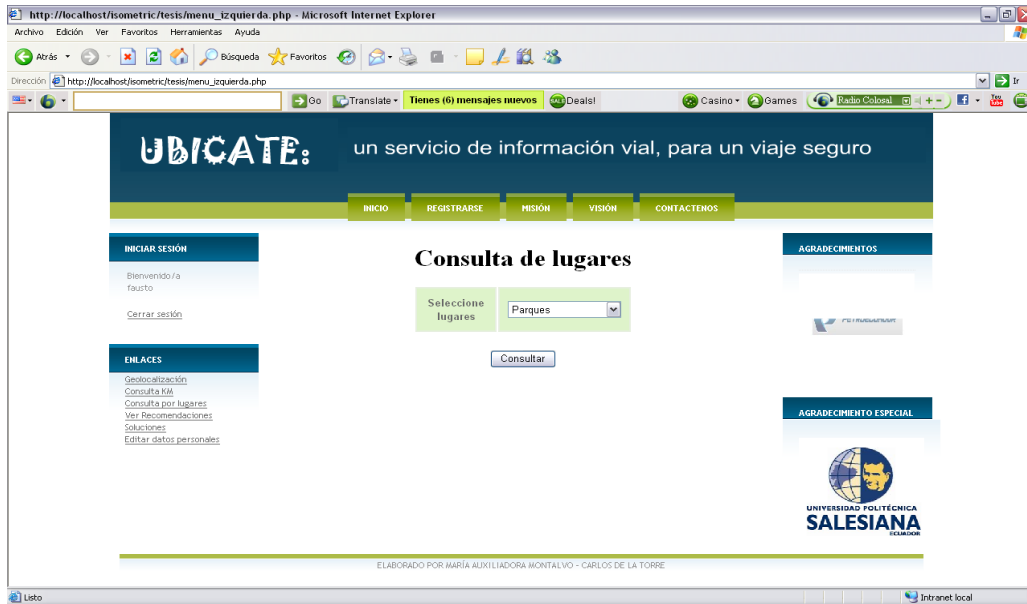 http://localhost/isometric/tesis/menu_izquierda.php - Microsoft Internet Explorer
Archivo Edición Ver Favoritos Herramientas Ayuda
Atrás Búsqueda Favoritos
Dirección http://localhost/isometric/tesis/menu_izquierda.php Ir
Go Translate Tienes (6) mensajes nuevos SALE Deals! Casino Games Radio Colosal You Tube
UBICATE: un servicio de información vial, para un viaje seguro
INICIO REGISTRARSE MISIÓN VISIÓN CONTACTENOS
INICIAR SESIÓN
Bienvenido/a
fausto
Cerrar sesión
ENLACES
Geolocalización
Consulta KM
Consulta por lugares
Ver Recomendaciones
Soluciones
Editar datos personales
Consulta de lugares
Seleccione
lugares
Parques
Consultar
AGRADECIMIENTOS
PETROECUADOR
AGRADECIMIENTO ESPECIAL
UNIVERSIDAD POLITÉCNICA
SALESIANA
ECUADOR
ELABORADO POR MARÍA AUXILIADORA MONTALVO - CARLOS DE LA TORRE
Listo Intranet local